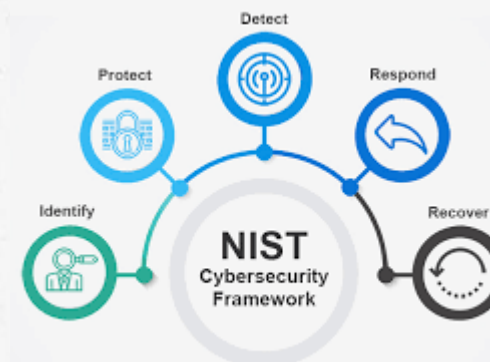 Detect
Protect
Respond
Identify
Recover
NIST
Cybersecurity
Framework